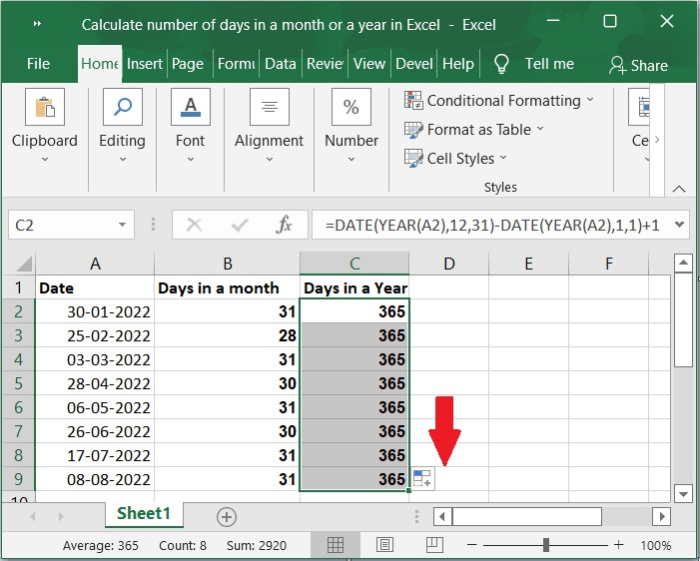 Calculate number of days in a month or a year in Excel - Excel
File Home Insert Page Formu Data Revie View Devel Help Tell me Share
Clipboard Editing Font Alignment Number
Conditional Formatting
Format as Table
Cell Styles
Styles
Ce
C2 fx =DATE(YEAR(A2),12,31)-DATE(YEAR(A2),1,1)+1
A B C D E F
1 Date Days in a month Days in a Year
2 30-01-2022 31 365
3 25-02-2022 28 365
4 03-03-2022 31 365
5 28-04-2022 30 365
6 06-05-2022 31 365
7 26-06-2022 30 365
8 17-07-2022 31 365
9 08-08-2022 31 365
10
Sheet1
Average: 365 Count: 8 Sum: 2920 100%